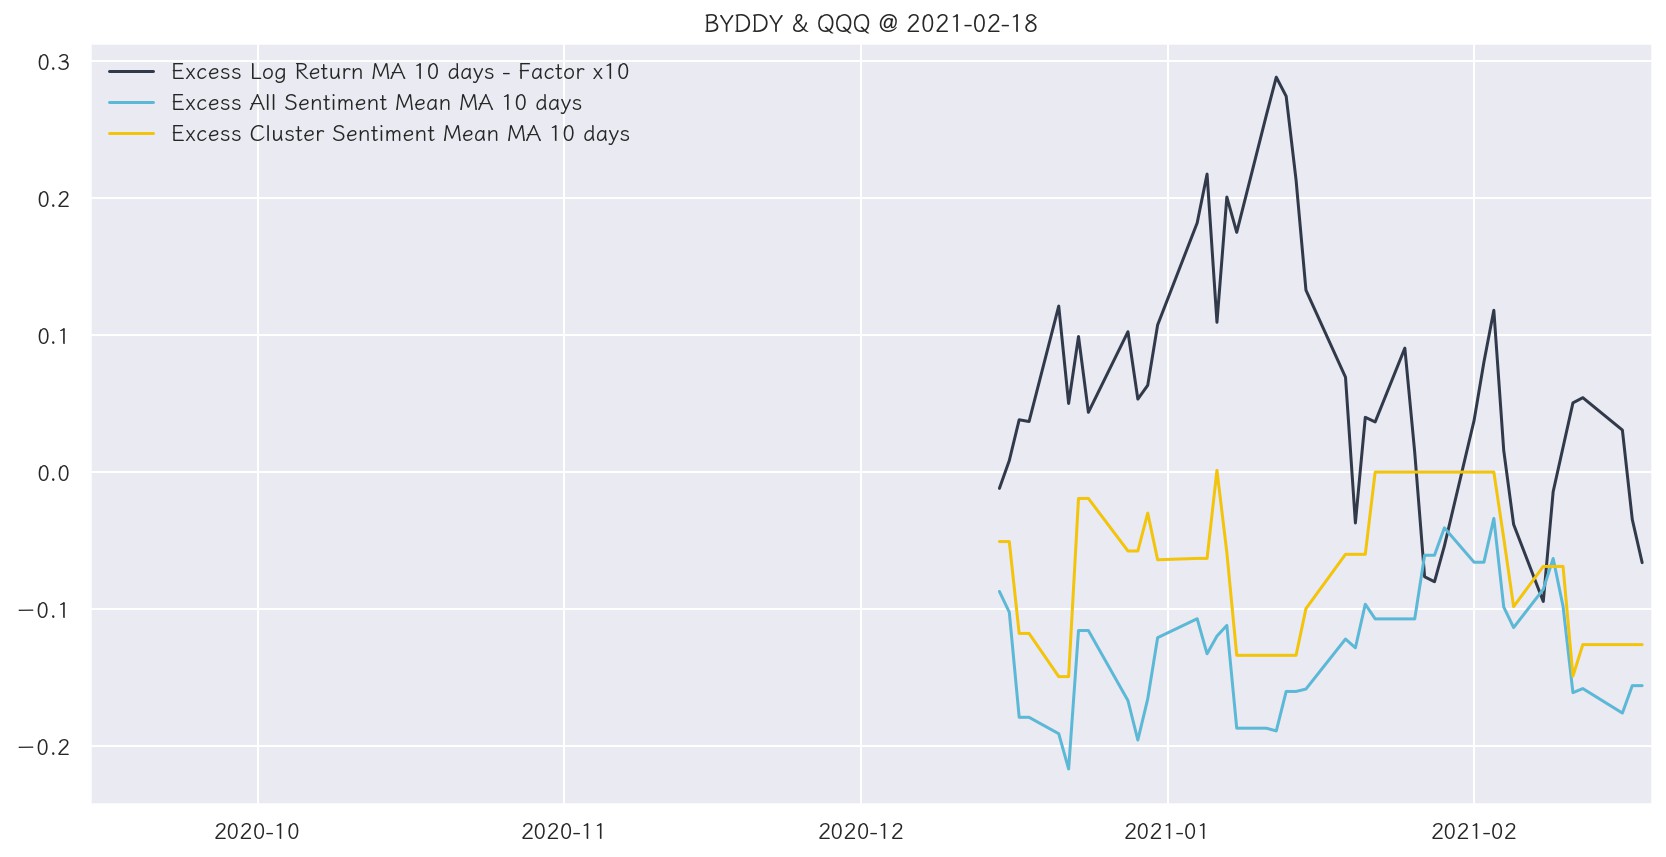 BYDDY & QQQ @ 2021-02-18
Excess Log Return MA 10 days - Factor x10
Excess All Sentiment Mean MA 10 days
Excess Cluster Sentiment Mean MA 10 days
0.3
0.2
0.1
0.0
−0.1
−0.2
2020-10 2020-11 2020-12 2021-01 2021-02